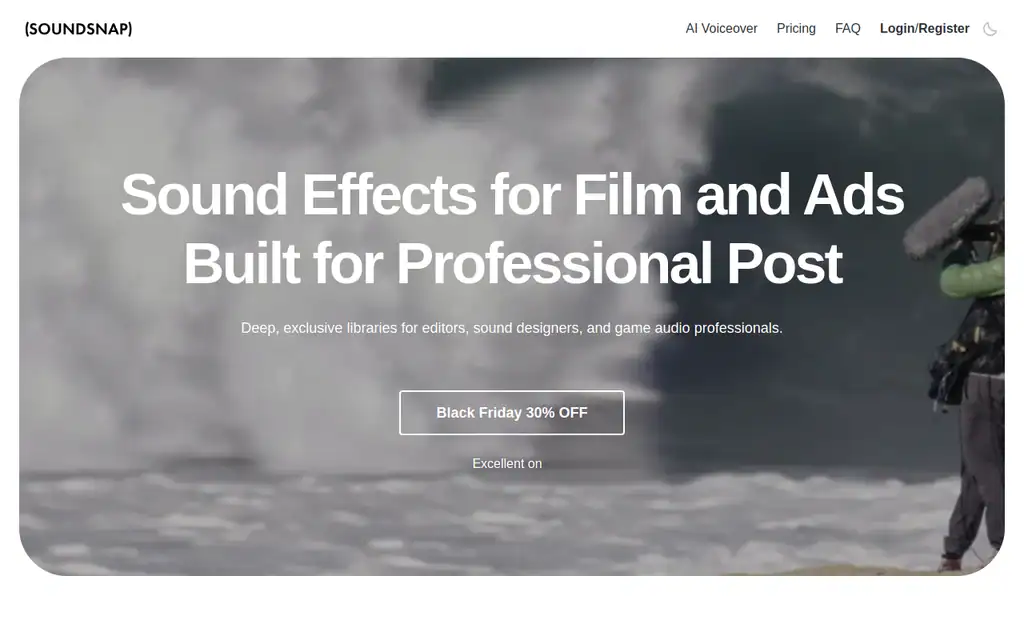 (SOUNDSNAP)
AI Voiceover
Pricing
FAQ
Login/Register
Sound Effects for Film and Ads
Built for Professional Post
Deep, exclusive libraries for editors, sound designers, and game audio professionals.
Black Friday 30% OFF
Excellent on